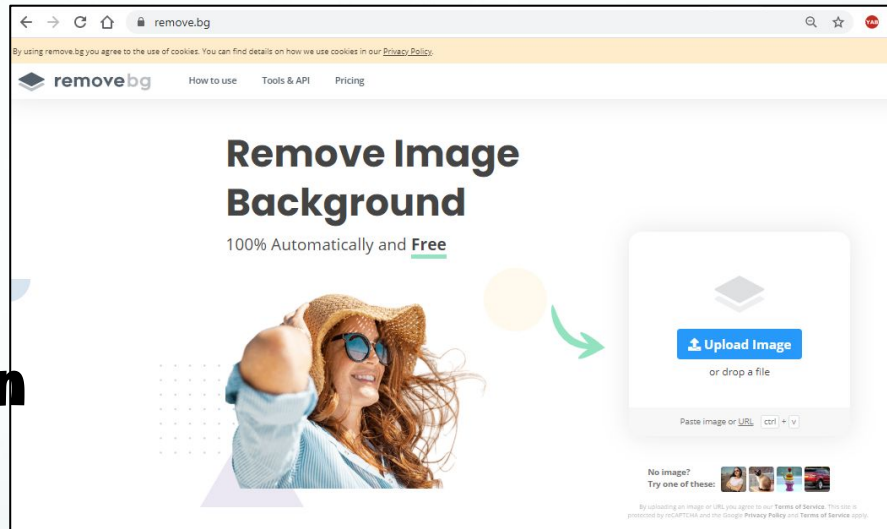 remove.bg
YAB
By using remove.bg you agree to the use of cookies. You can find details on how we use cookies in our Privacy Policy.
removebg
How to use Tools & API Pricing
Remove Image
Background
100% Automatically and Free
n
Upload Image
or drop a file
Paste image or URL ctrl + v
No image?
Try one of these:
By uploading an image or URL you agree to our Terms of Service. This site is
protected by reCAPTCHA and the Google Privacy Policy and Terms of Service apply.